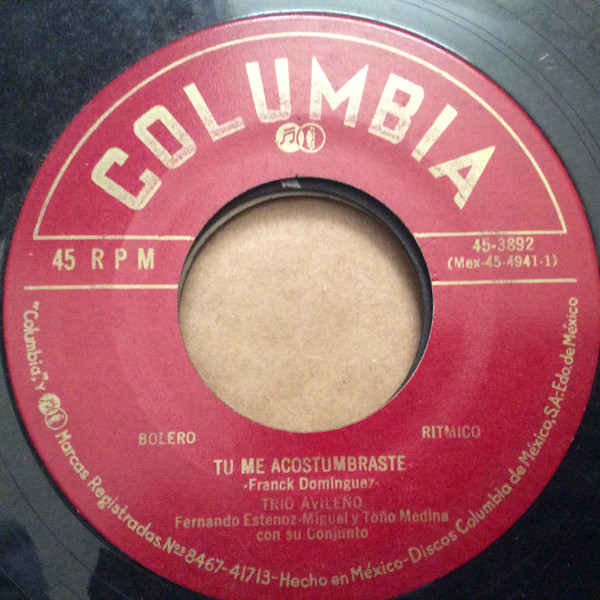 COLUMBIA
45 RPM
45-3892
(Mex-45-4941-1)
BOLERO
RITMICO
TU ME ACOSTUMBRASTE
-Franck Dominguez-
TRIO AVILEÑO
Fernando Estenoz-Miguel y Toño Medina
con su Conjunto
"Columbia," y Marcas Registradas. Nos 8467-41713-Hecho en México-Discos Columbia de México, S.A.-Edo. de México